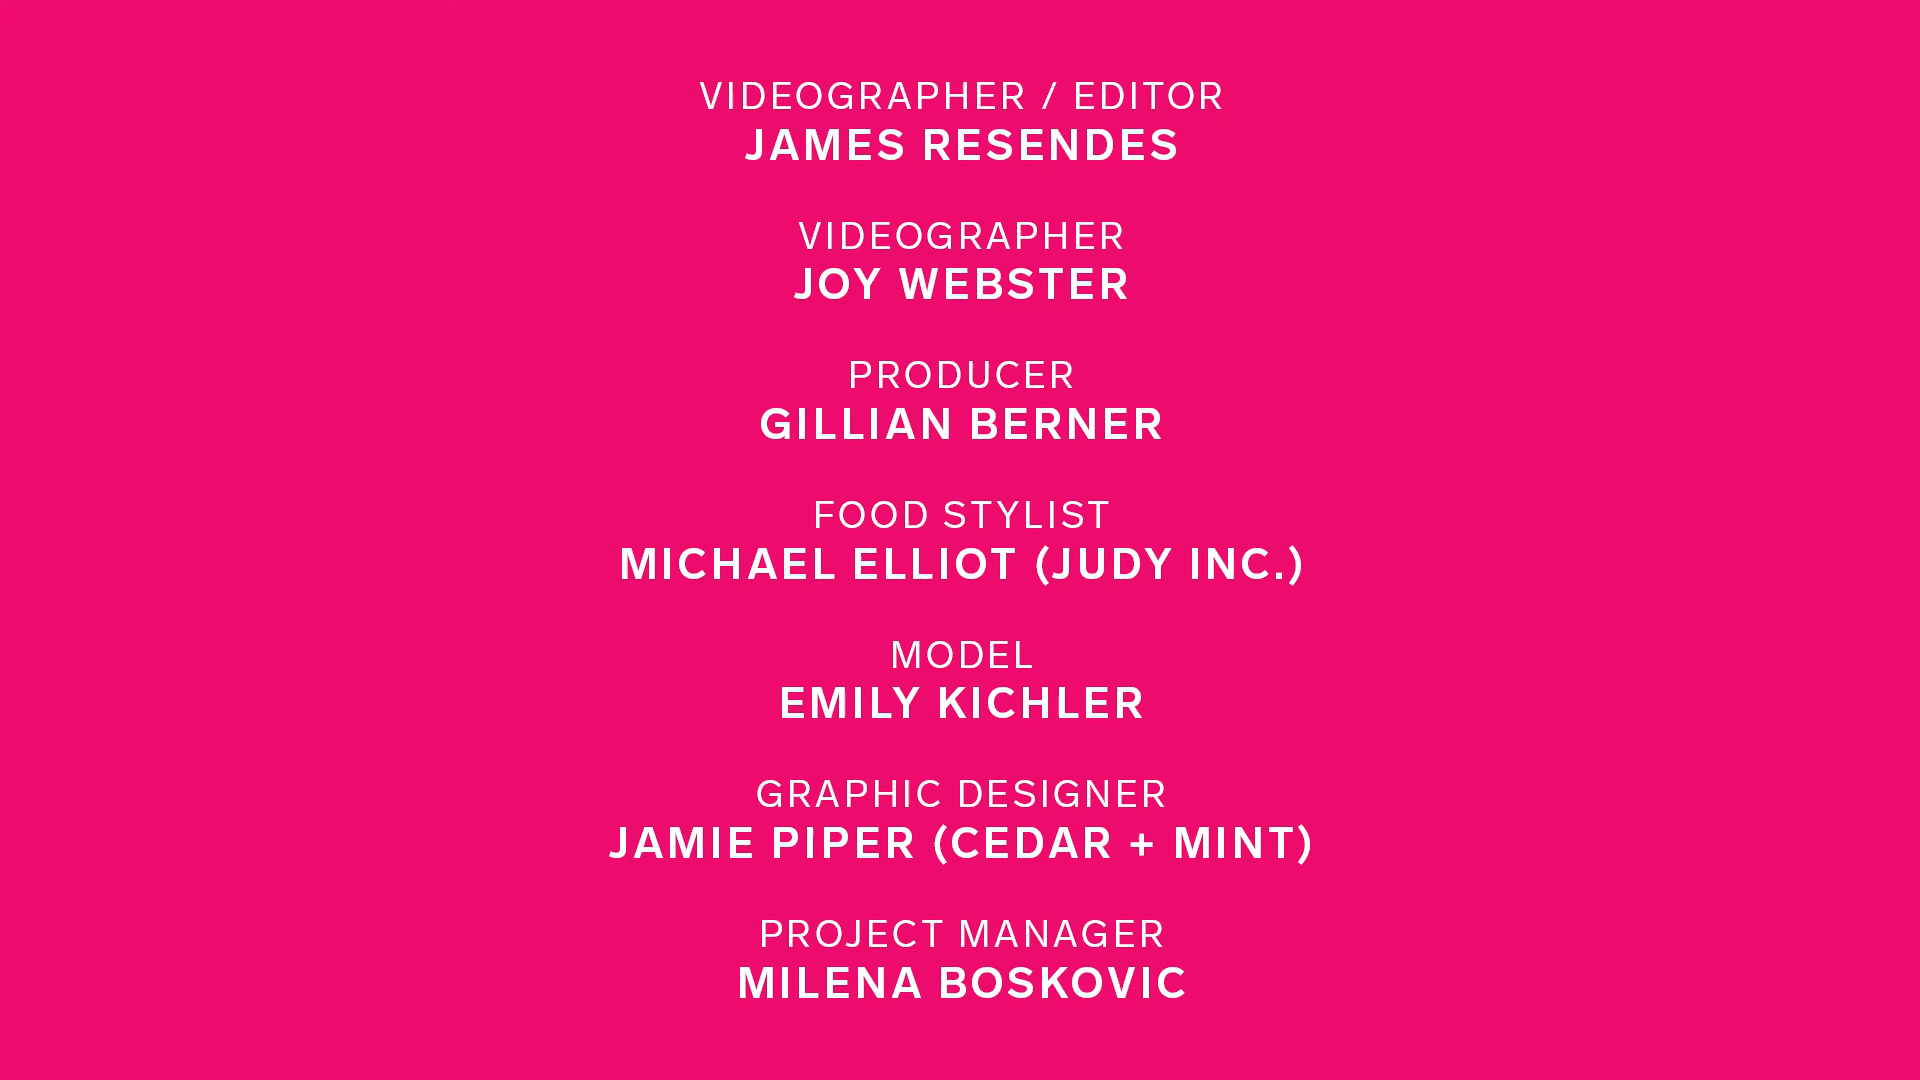 VIDEOGRAPHER / EDITOR
JAMES RESENDES
VIDEOGRAPHER
JOY WEBSTER
PRODUCER
GILLIAN BERNER
FOOD STYLIST
MICHAEL ELLIOT (JUDY INC.)
MODEL
EMILY KICHLER
GRAPHIC DESIGNER
JAMIE PIPER (CEDAR + MINT)
PROJECT MANAGER
MILENA BOSKOVIC